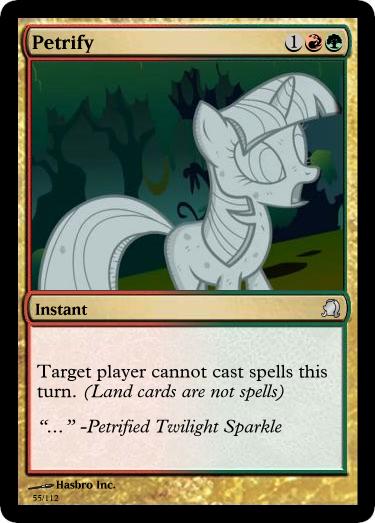 Petrify 1
Instant
Target player cannot cast spells this
turn. (Land cards are not spells)
“...” -Petrified Twilight Sparkle
Hasbro Inc.
55/112